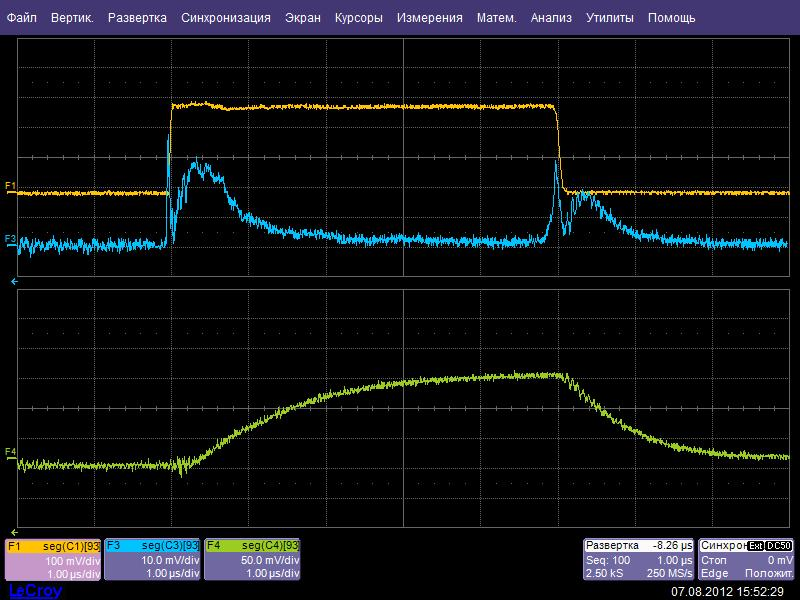 Файл Вертик. Развертка Синхронизация Экран Курсоры Измерения Матем. Анализ Утилиты Помощь
F1
F3
F4
F1 seg(C1)[93
100 mV/div
1.00 µs/div
F3 seg(C3)[93
10.0 mV/div
1.00 µs/div
F4 seg(C4)[93
50.0 mV/div
1.00 µs/div
Развертка -8.26 µs
Seq: 100 1.00 µs
2.50 kS 250 MS/s
Синхрон Ext DC50
Стоп 0 mV
Edge Положит.
LeCroy
07.08.2012 15:52:29